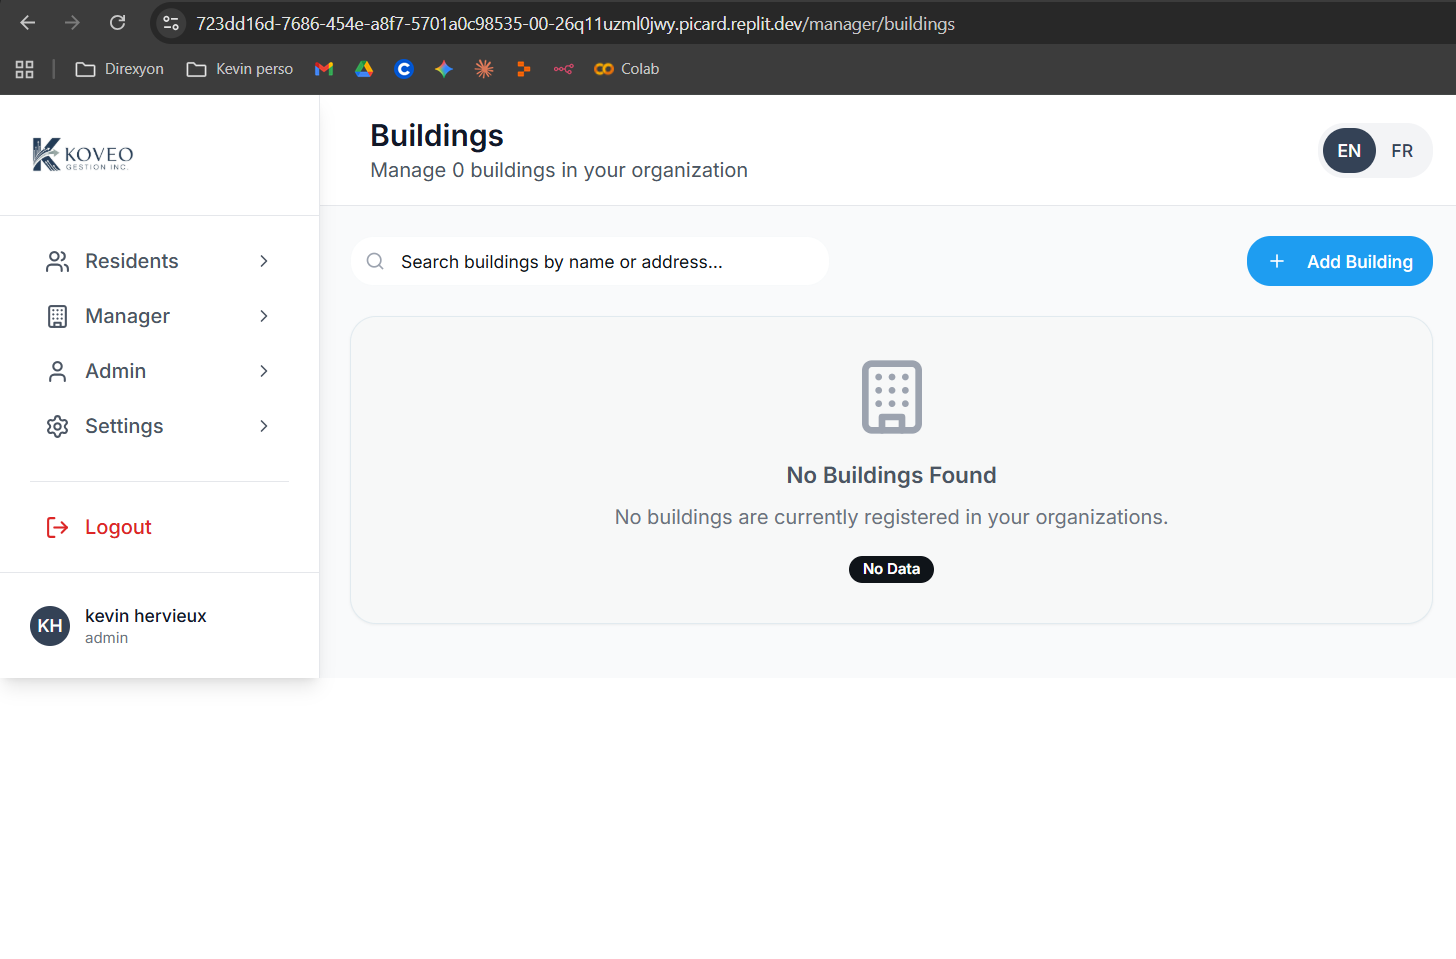 723dd16d-7686-454e-a8f7-5701a0c98535-00-26q11uzml0jwy.picard.replit.dev/manager/buildings
Direxyon
Kevin perso
Colab
KOVEO
GESTION INC.
Buildings
Manage 0 buildings in your organization
EN
FR
Residents
Manager
Admin
Settings
Logout
KH
kevin hervieux
admin
Search buildings by name or address...
Add Building
No Buildings Found
No buildings are currently registered in your organizations.
No Data